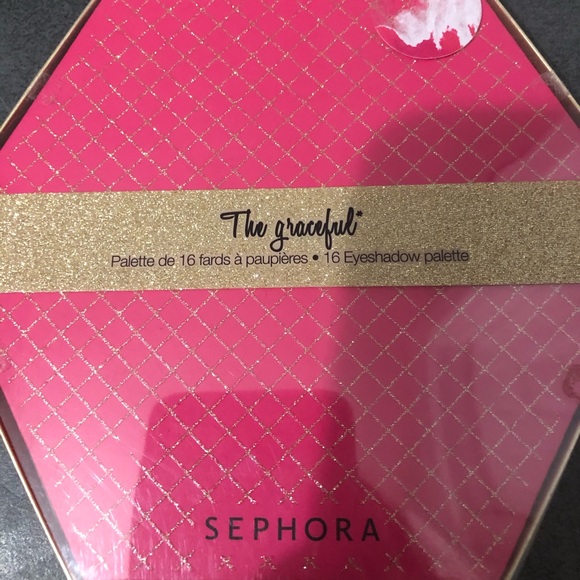 The graceful*
Palette de 16 fards à paupières • 16 Eyeshadow palette
SEPHORA